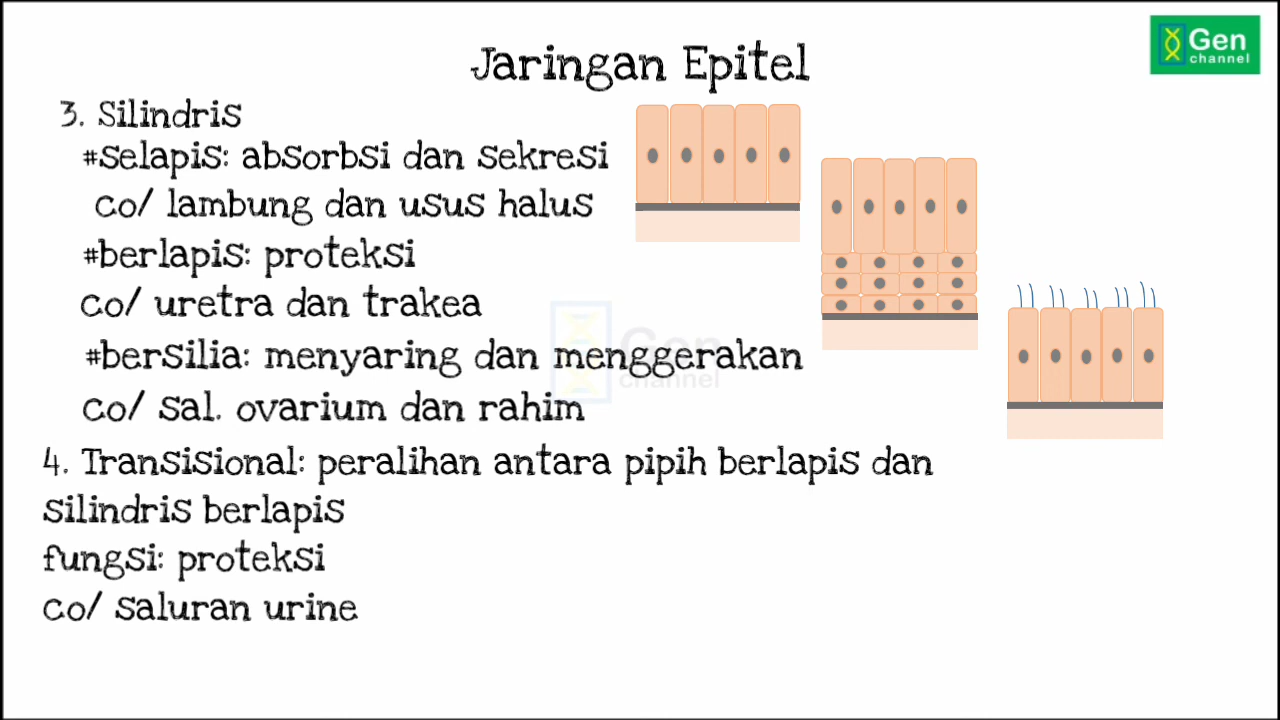 Jaringan Epitel
Gen
channel
3. Silindris
#selapis: absorbsi dan sekresi
co/ lambung dan usus halus
#berlapis: proteksi
co/ uretra dan trakea
#bersilia: menyaring dan menggerakan
co/ sal. ovarium dan rahim
Gen
channel
4. Transisional: peralihan antara pipih berlapis dan
silindris berlapis
fungsi: proteksi
co/ saluran urine